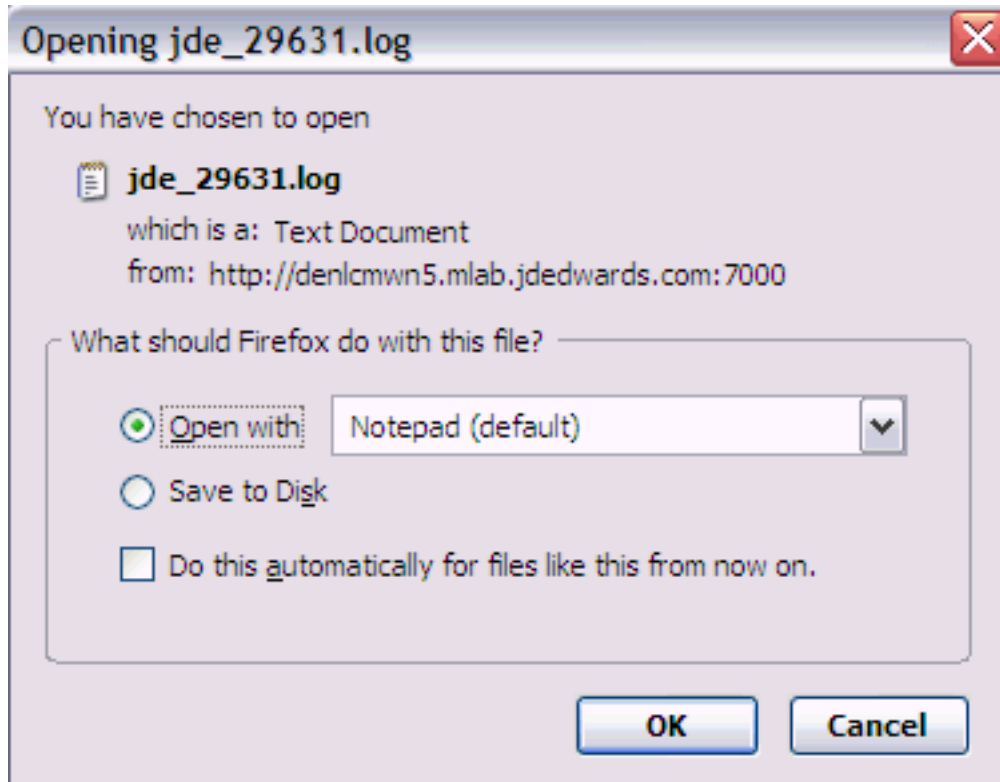 Opening jde_29631.log
You have chosen to open
jde_29631.log
which is a: Text Document
from: http://denlcmwn5.mlab.jdedwards.com:7000
What should Firefox do with this file?
Open with Notepad (default)
Save to Disk
Do this automatically for files like this from now on.
OK Cancel